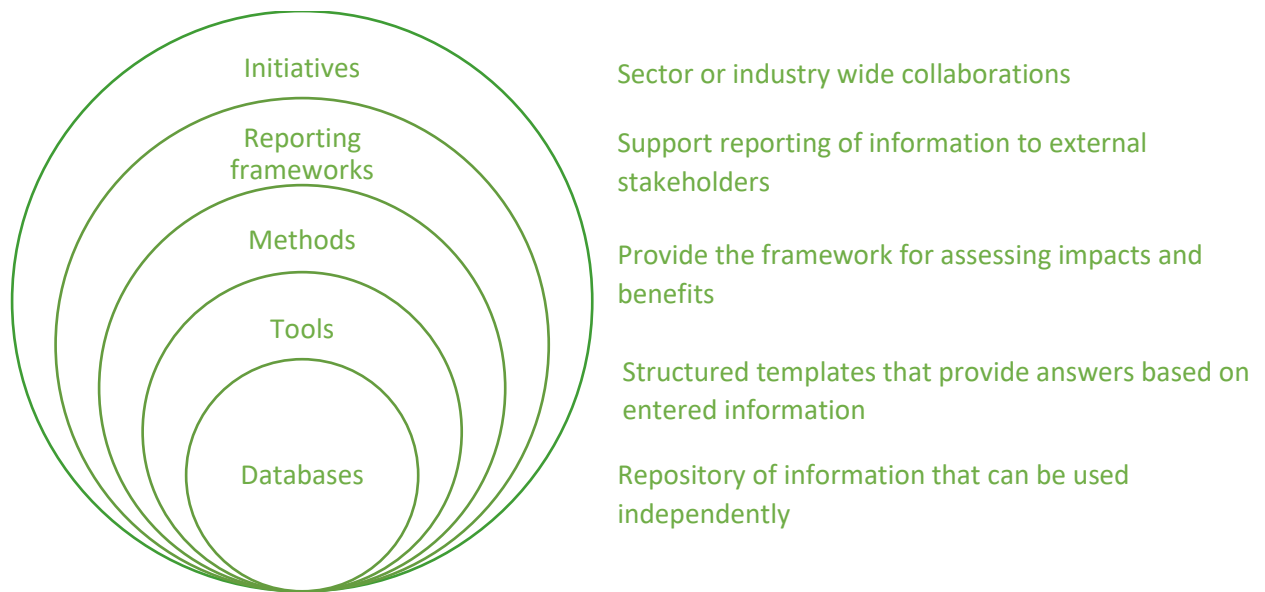 Initiatives
Sector or industry wide collaborations
Reporting
frameworks
Support reporting of information to external
stakeholders
Methods
Provide the framework for assessing impacts and
benefits
Tools
Structured templates that provide answers based on
entered information
Databases
Repository of information that can be used
independently